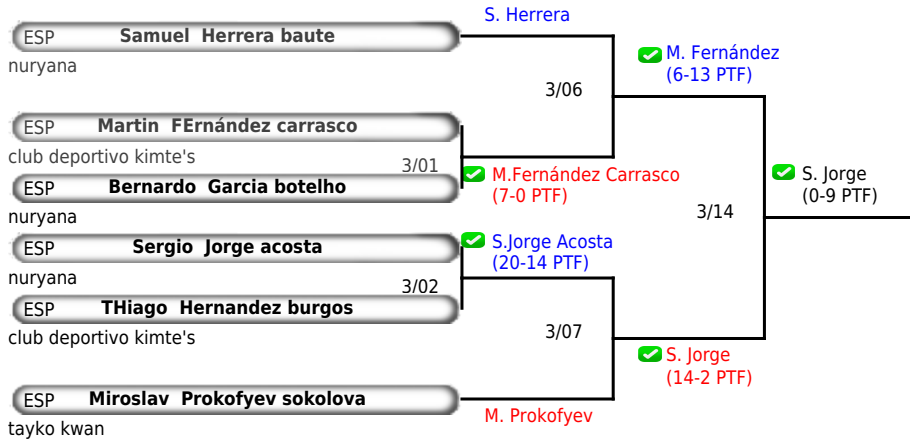 S. Herrera
ESP Samuel Herrera baute
nuryana
M. Fernández
(6-13 PTF)
3/06
ESP Martin FErnández carrasco
club deportivo kimte's
3/01
M.Fernández Carrasco
(7-0 PTF)
ESP Bernardo Garcia botelho
nuryana
S. Jorge
(0-9 PTF)
3/14
ESP Sergio Jorge acosta
nuryana
S.Jorge Acosta
(20-14 PTF)
3/02
ESP THiago Hernandez burgos
club deportivo kimte's
3/07
S. Jorge
(14-2 PTF)
ESP Miroslav Prokofyev sokolova
tayko kwan
M. Prokofyev